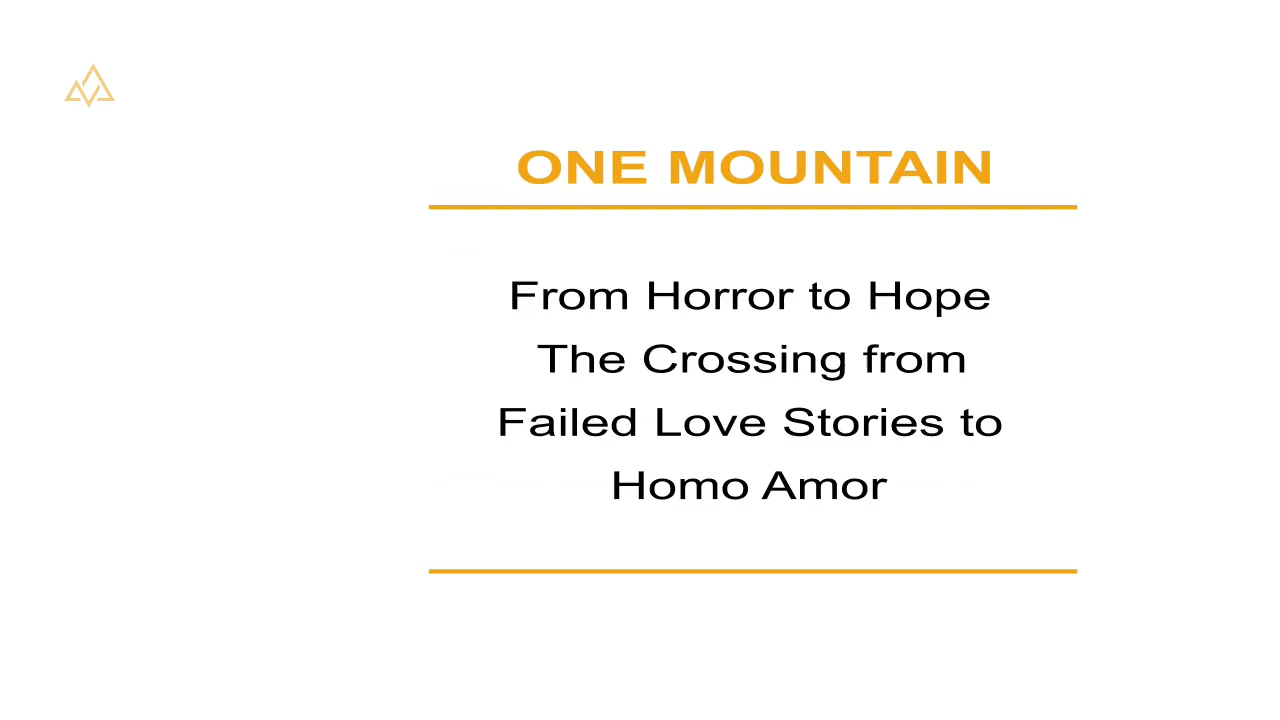 ONE MOUNTAIN
From Horror to Hope
The Crossing from
Failed Love Stories to
Homo Amor